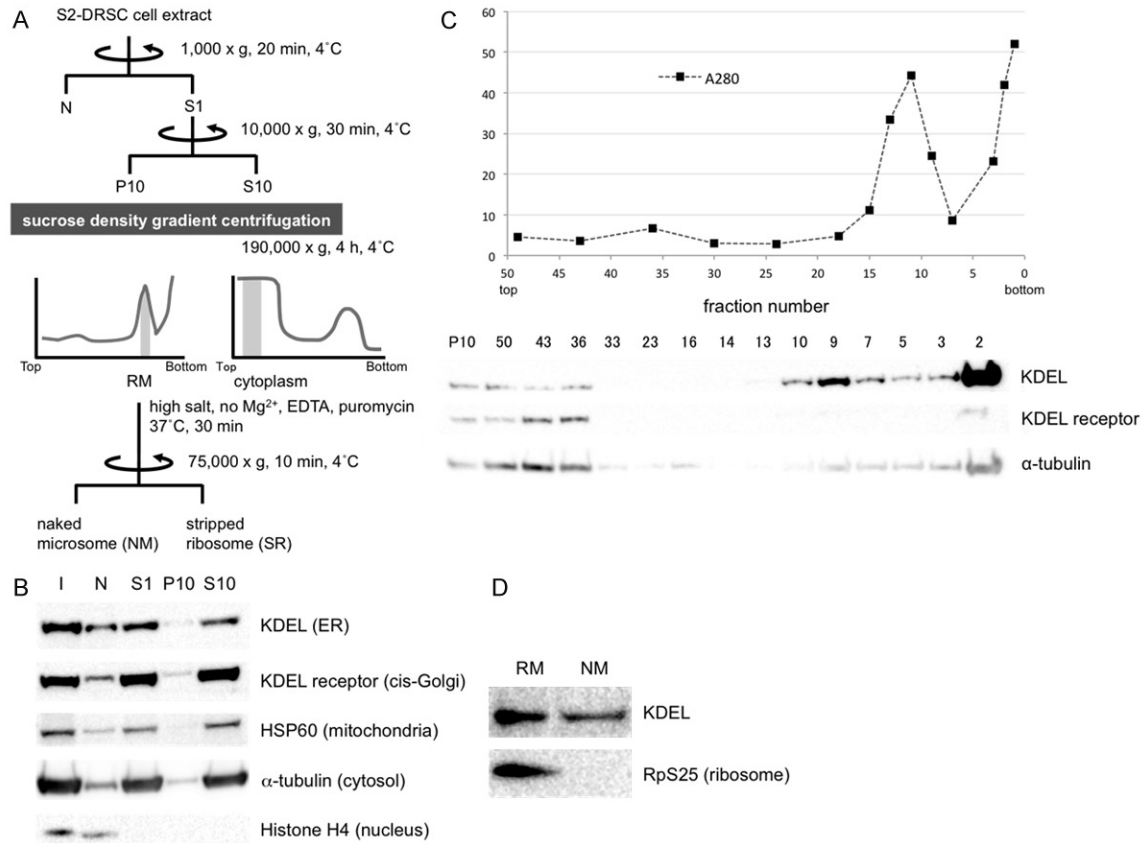 A
S2-DRSC cell extract
1,000 x g, 20 min, 4˚C
N
S1
10,000 x g, 30 min, 4˚C
P10
S10
sucrose density gradient centrifugation
190,000 x g, 4 h, 4˚C
Top
Bottom
Top
Bottom
RM
cytoplasm
high salt, no Mg²⁺, EDTA, puromycin
37˚C, 30 min
75,000 x g, 10 min, 4˚C
naked
microsome (NM)
stripped
ribosome (SR)
B
I N S1 P10 S10
KDEL (ER)
KDEL receptor (cis-Golgi)
HSP60 (mitochondria)
α-tubulin (cytosol)
Histone H4 (nucleus)
C
60
50
40
30
20
10
0
A280
50 45 40 35 30 25 20 15 10 5 0
top bottom
fraction number
P10 50 43 36 33 23 16 14 13 10 9 7 5 3 2
KDEL
KDEL receptor
α-tubulin
D
RM NM
KDEL
RpS25 (ribosome)